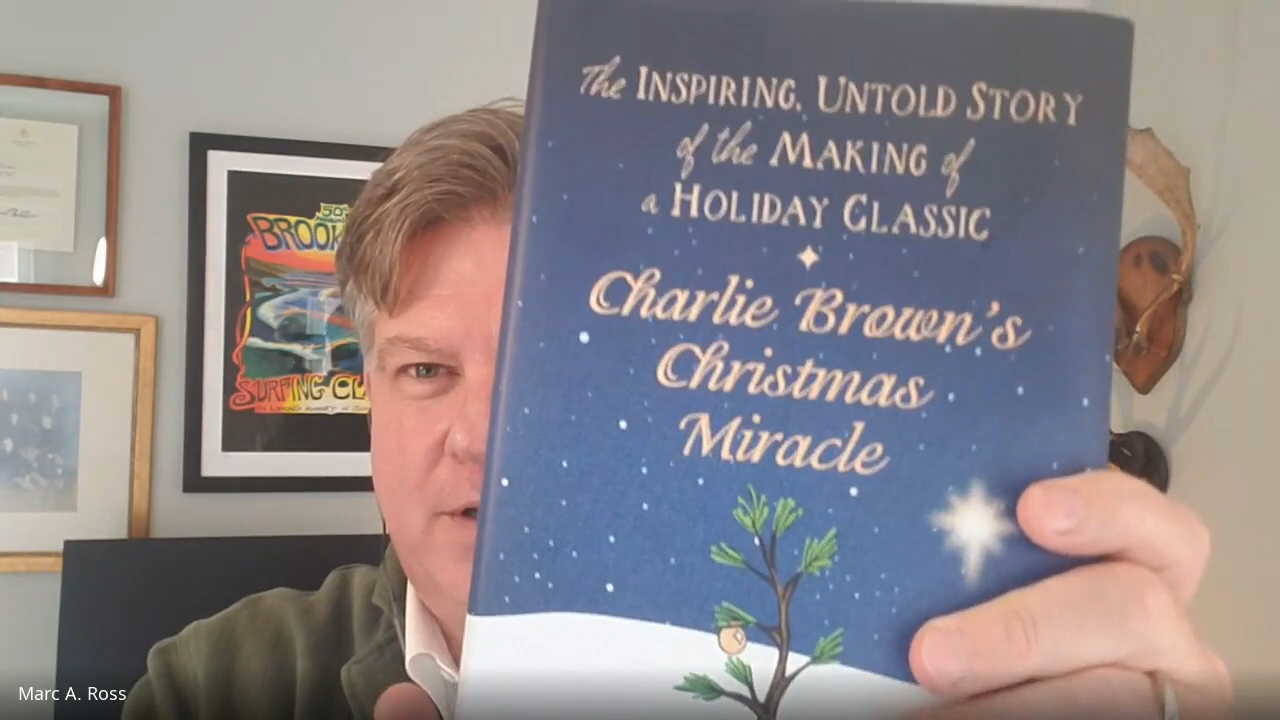 The INSPIRING, UNTOLD STORY
of the MAKING of
a HOLIDAY CLASSIC
Charlie Brown's
Christmas
Miracle
BROOK
SURFING CL
Marc A. Ross